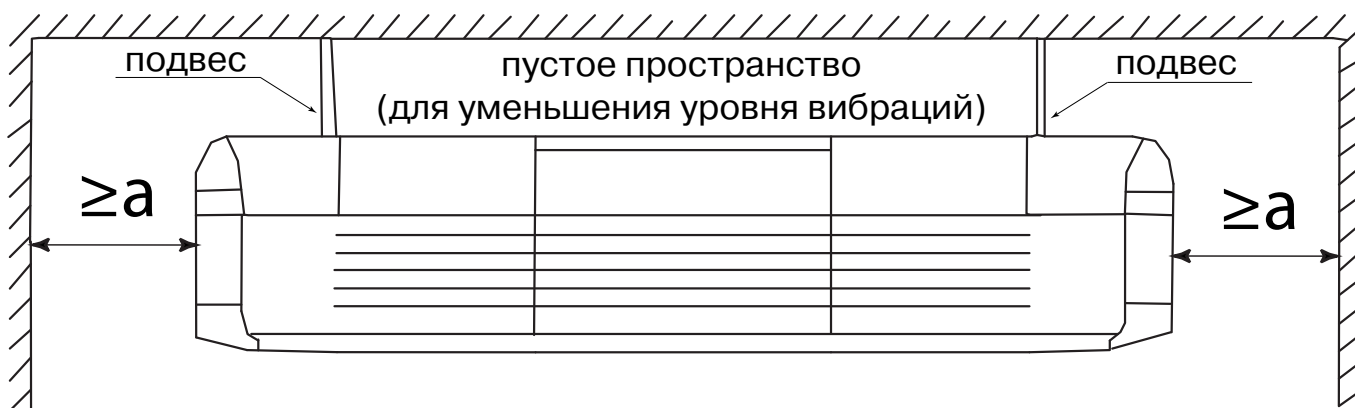 подвес
пустое пространство
(для уменьшения уровня вибраций)
подвес
≥a
≥a